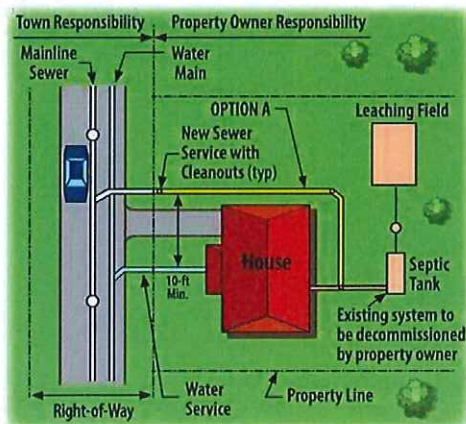 Town Responsibility
Property Owner Responsibility
Mainline
Sewer
Water
Main
OPTION A
Leaching Field
New Sewer
Service with
Cleanouts (typ)
House
10-ft
Min.
Septic
Tank
Existing system to
be decommissioned
by property owner
Water
Service
Property Line
Right-of-Way